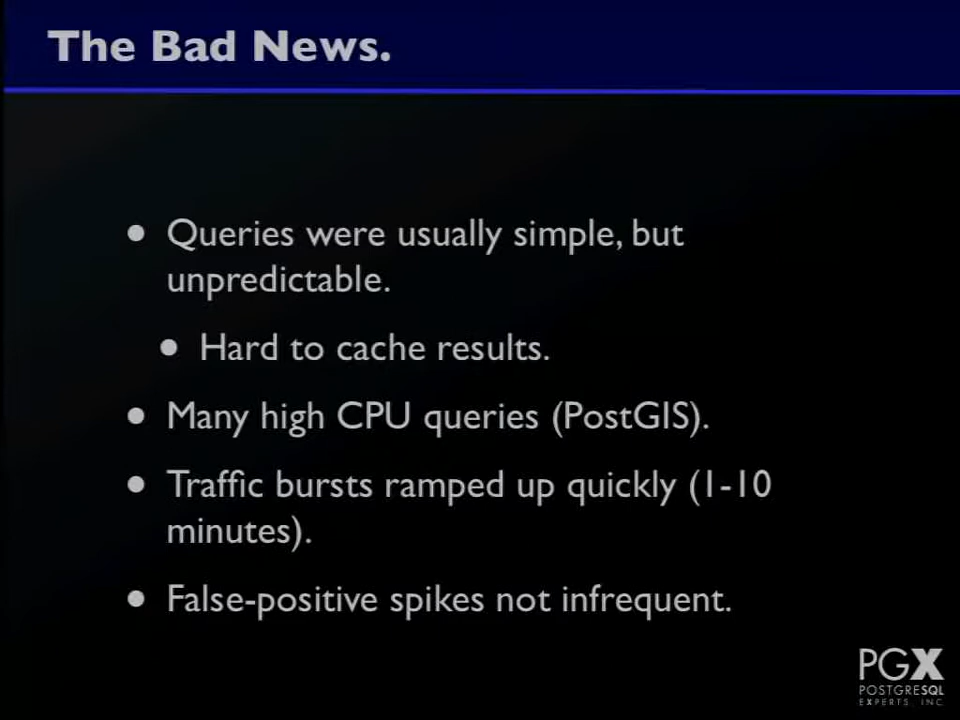 The Bad News.
• Queries were usually simple, but
unpredictable.
• Hard to cache results.
• Many high CPU queries (PostGIS).
• Traffic bursts ramped up quickly (1-10
minutes).
• False-positive spikes not infrequent.
PGX
POSTGRESQL
EXPERTS, INC